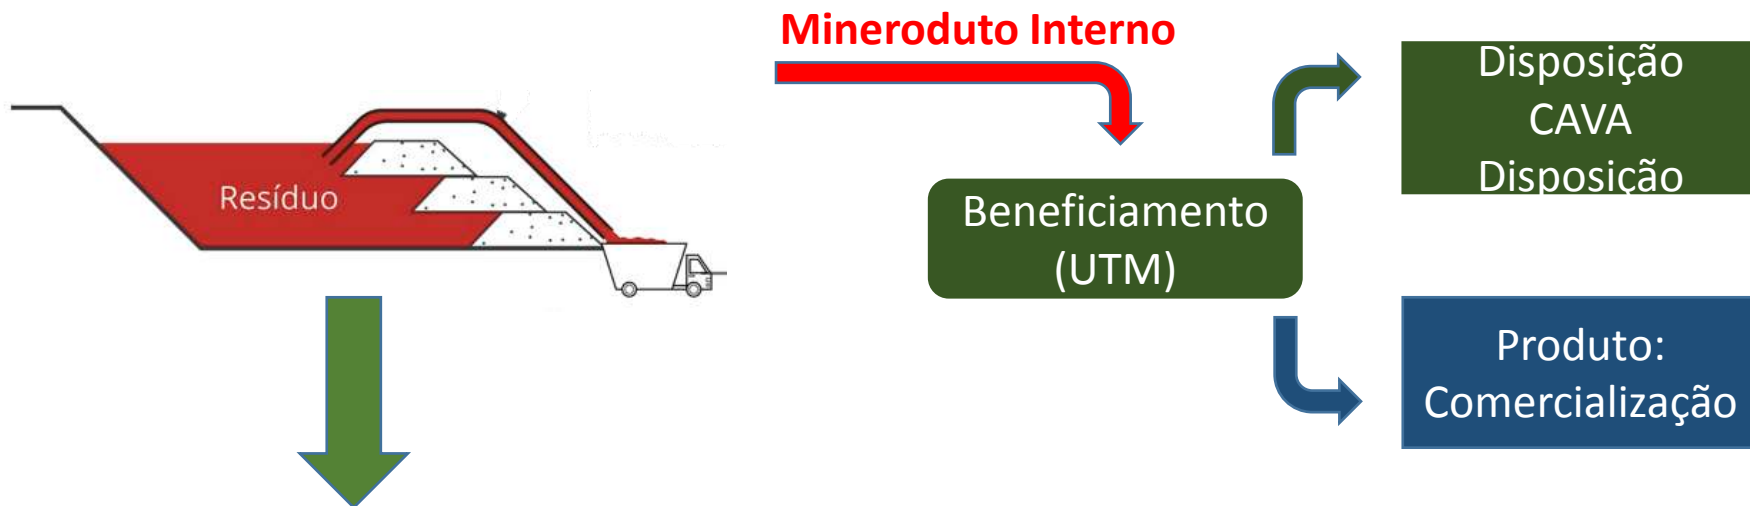 Mineroduto Interno
Resíduo
Beneficiamento
(UTM)
Disposição
CAVA
Disposição
Produto:
Comercialização